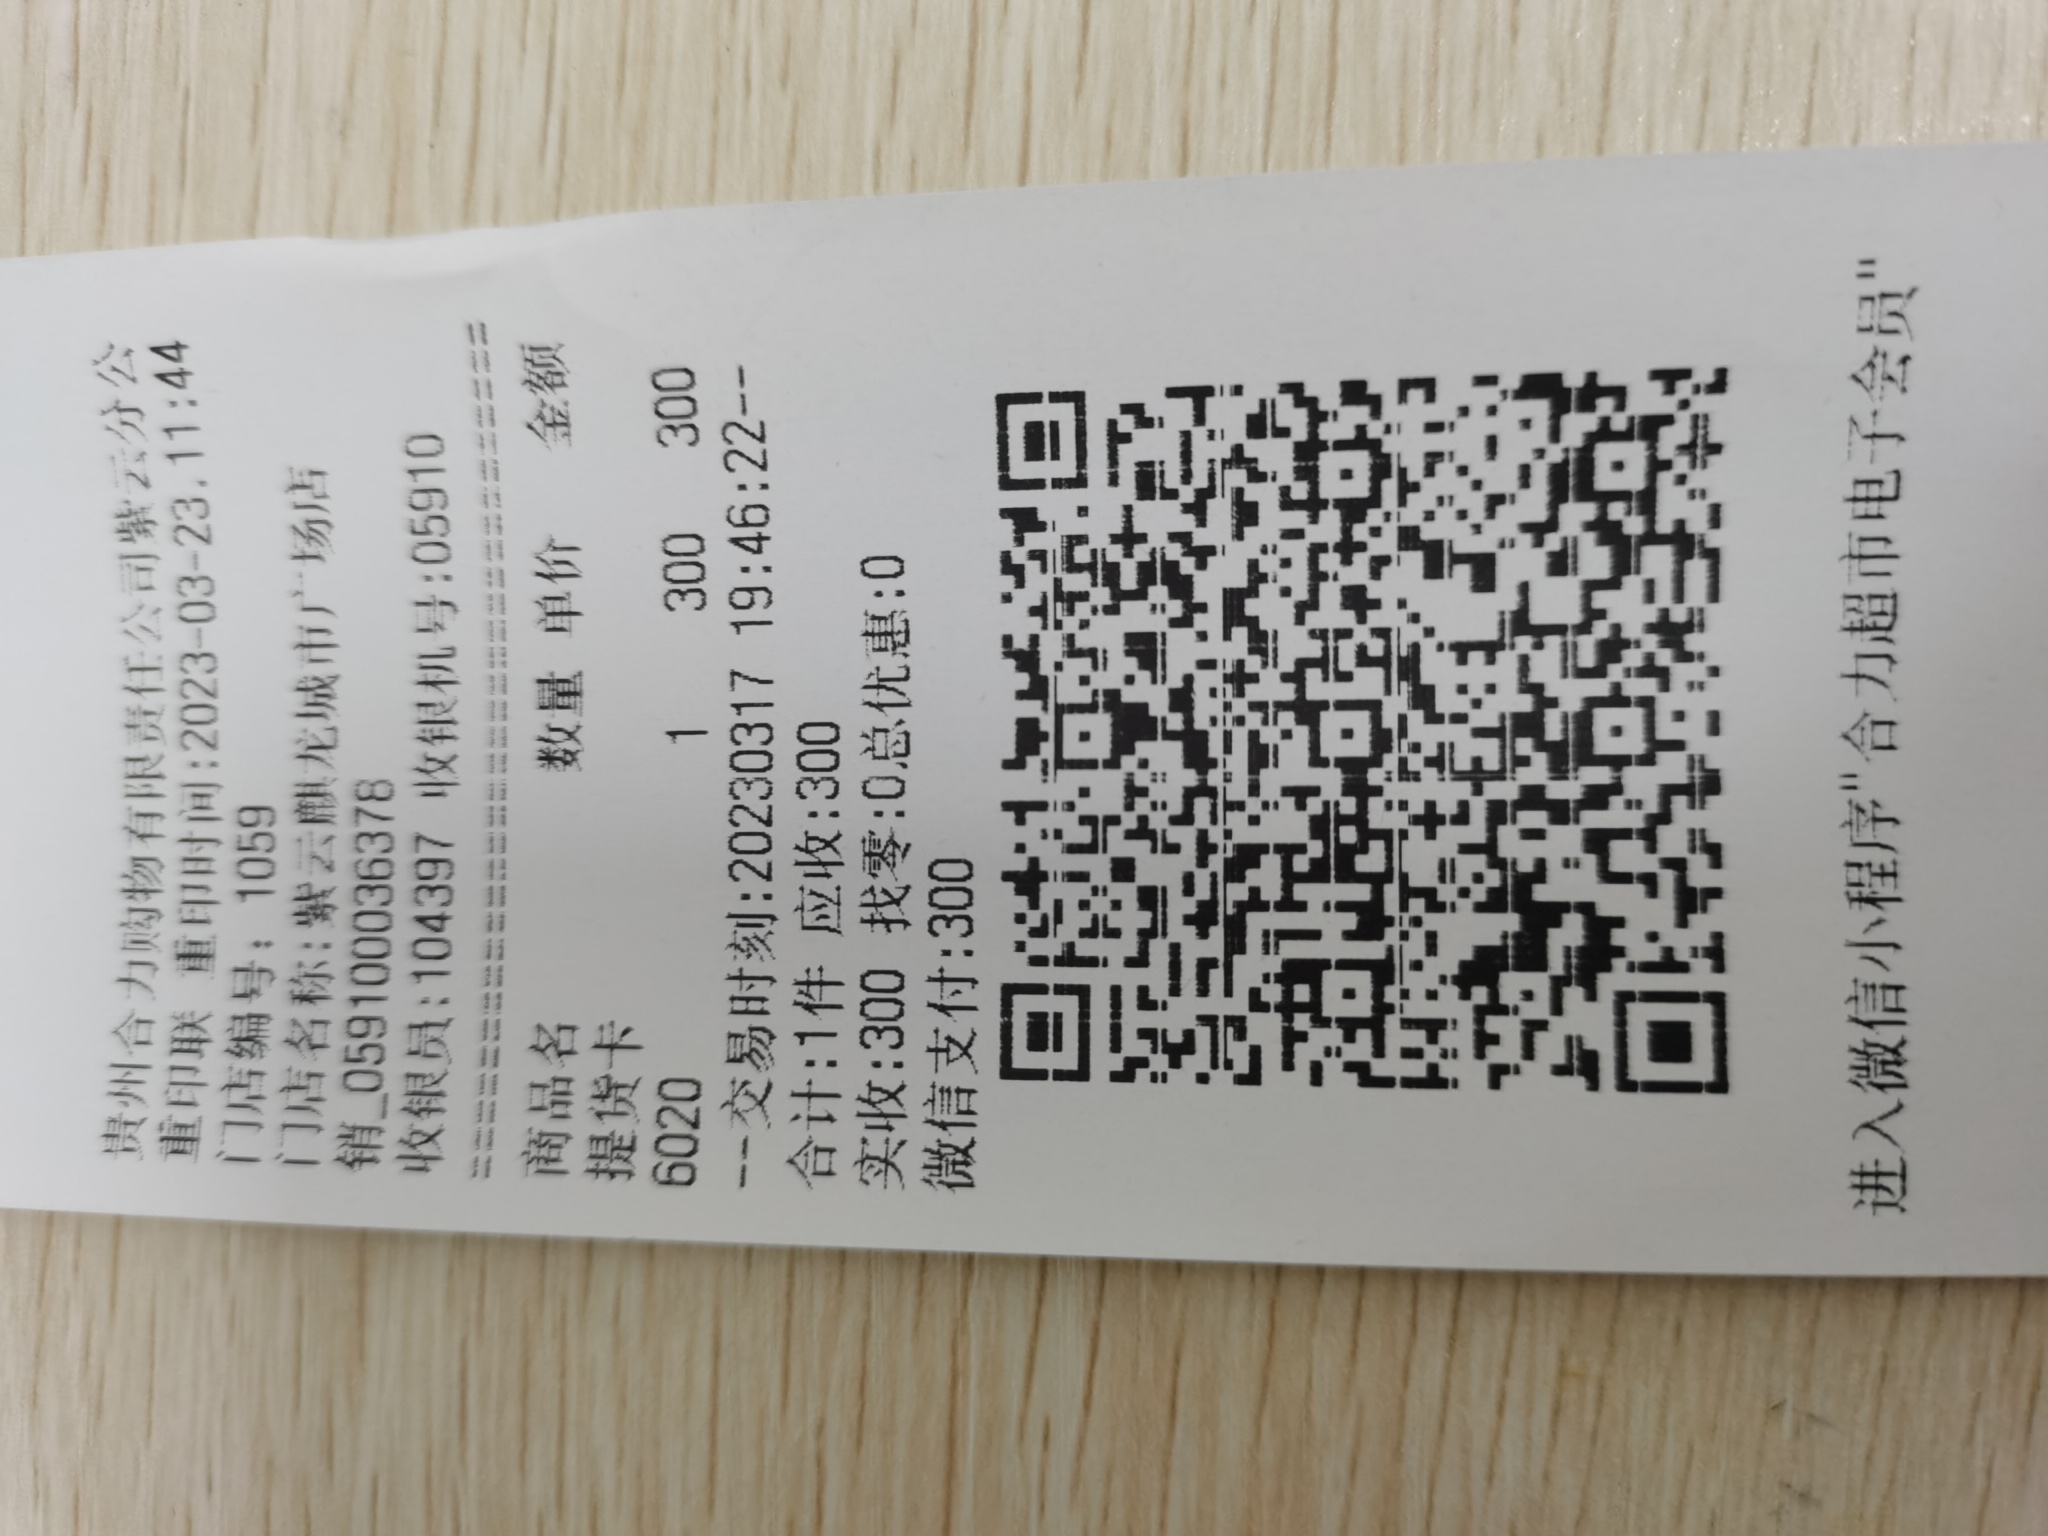 贵州合力购物有限责任公司紫云分公
重印联 重印时间:2023-03-23.11:44
门店编号: 1059
门店名称:紫云麒龙城市广场店
销_059100036378
收银员:104397 收银机号:05910
================================
商品名 数量 单价 金额
提货卡
6020 1 300 300
---交易时刻:20230317 19:46:22--
合计:1件 应收:300
实收:300 找零:0总优惠:0
微信支付:300
进入微信小程序"合力超市电子会员"